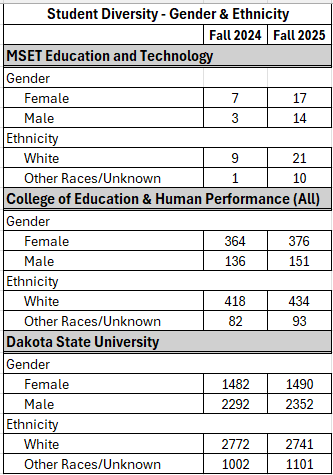 Student Diversity - Gender & Ethnicity
Fall 2024 Fall 2025
MSET Education and Technology
Gender
Female 7 17
Male 3 14
Ethnicity
White 9 21
Other Races/Unknown 1 10
College of Education & Human Performance (All)
Gender
Female 364 376
Male 136 151
Ethnicity
White 418 434
Other Races/Unknown 82 93
Dakota State University
Gender
Female 1482 1490
Male 2292 2352
Ethnicity
White 2772 2741
Other Races/Unknown 1002 1101